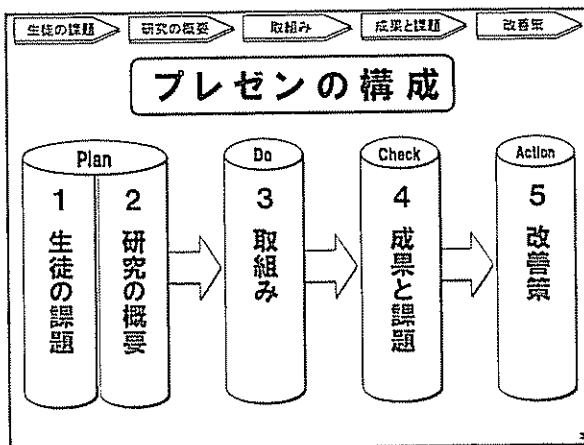 生徒の課題
研究の概要
取組み
成果と課題
改善策
プレゼンの構成
Plan
1
生徒の課題
2
研究の概要
Do
3
取組み
Check
4
成果と課題
Action
5
改善策